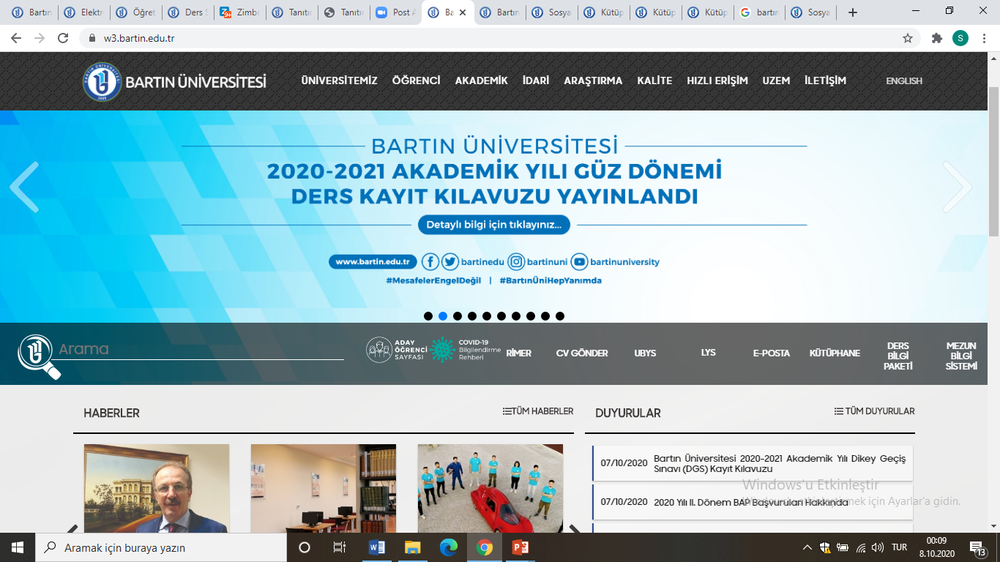 Bartın
Elektr
Öğret
Ders S
Zimbr
Tanıtır
Tanıtır
Post A
Ba
Bartın
Sosya
Kütüp
Kütüp
Kütüp
bartın
Sosya
w3.bartin.edu.tr
S
BARTIN ÜNİVERSİTESİ
ÜNİVERSİTEMİZ ÖĞRENCİ AKADEMİK İDARİ ARAŞTIRMA KALİTE HIZLI ERİŞİM UZEM İLETİŞİM ENGLISH
BARTIN ÜNİVERSİTESİ
2020-2021 AKADEMİK YILI GÜZ DÖNEMİ
DERS KAYIT KILAVUZU YAYINLANDI
Detaylı bilgi için tıklayınız...
www.bartin.edu.tr bartinedu bartinuni bartinuniversity
#MesafelerEngelDeğil | #BartınÜniHepYanımda
Arama
ADAY
ÖĞRENCİ
SAYFASI
COVID-19
Bilgilendirme
Rehberi
RİMER
CV GÖNDER
UBYS
LYS
E-POSTA
KÜTÜPHANE
DERS
BİLGİ
PAKETİ
MEZUN
BİLGİ
SİSTEMİ
HABERLER
TÜM HABERLER
DUYURULAR
TÜM DUYURULAR
07/10/2020
Bartın Üniversitesi 2020-2021 Akademik Yılı Dikey Geçiş
Sınavı (DGS) Kayıt Kılavuzu
07/10/2020
2020 Yılı II. Dönem BAP Başvuruları Hakkında
Windows'u Etkinleştir
Windows'u etkinleştirmek için Ayarlar'a gidin.
Aramak için buraya yazın
TUR
00:09
8.10.2020
13